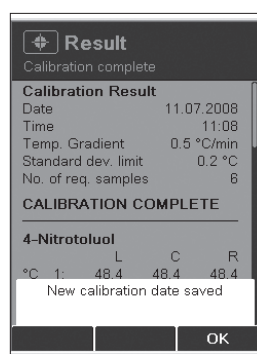 Result
Calibration complete
Calibration Result
Date 11.07.2008
Time 11:08
Temp. Gradient 0.5 °C/min
Standard dev. limit 0.2 °C
No. of req. samples 6
CALIBRATION COMPLETE
4-Nitrotoluol
L C R
°C 1: 48.4 48.4 48.4
New calibration date saved
OK